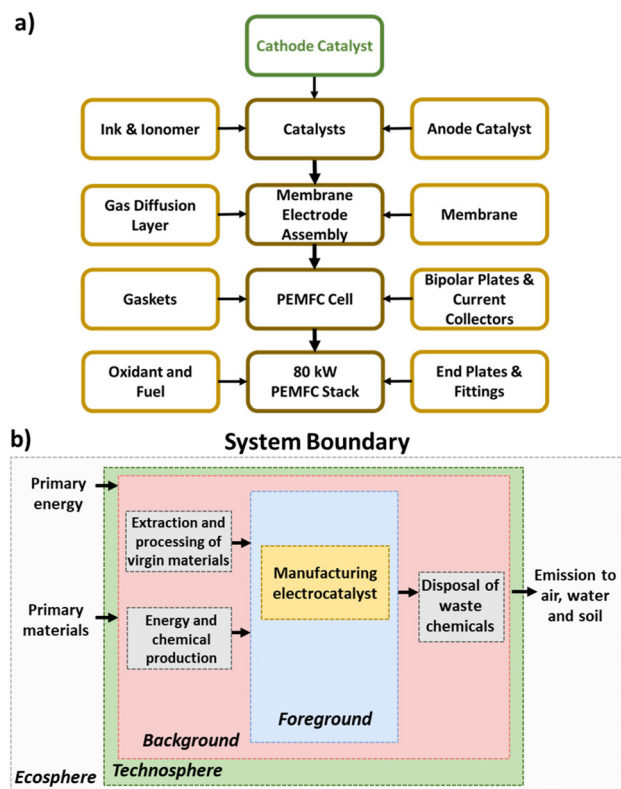 a)
Cathode Catalyst
Ink & Ionomer
Catalysts
Anode Catalyst
Gas Diffusion
Layer
Membrane
Electrode
Assembly
Membrane
Gaskets
PEMFC Cell
Bipolar Plates &
Current
Collectors
Oxidant and
Fuel
80 kW
PEMFC Stack
End Plates &
Fittings
b)
System Boundary
Primary
energy
Extraction and
processing of
virgin materials
Manufacturing
electrocatalyst
Disposal of
waste
chemicals
Emission to
air, water
and soil
Primary
materials
Energy and
chemical
production
Foreground
Background
Technosphere
Ecosphere